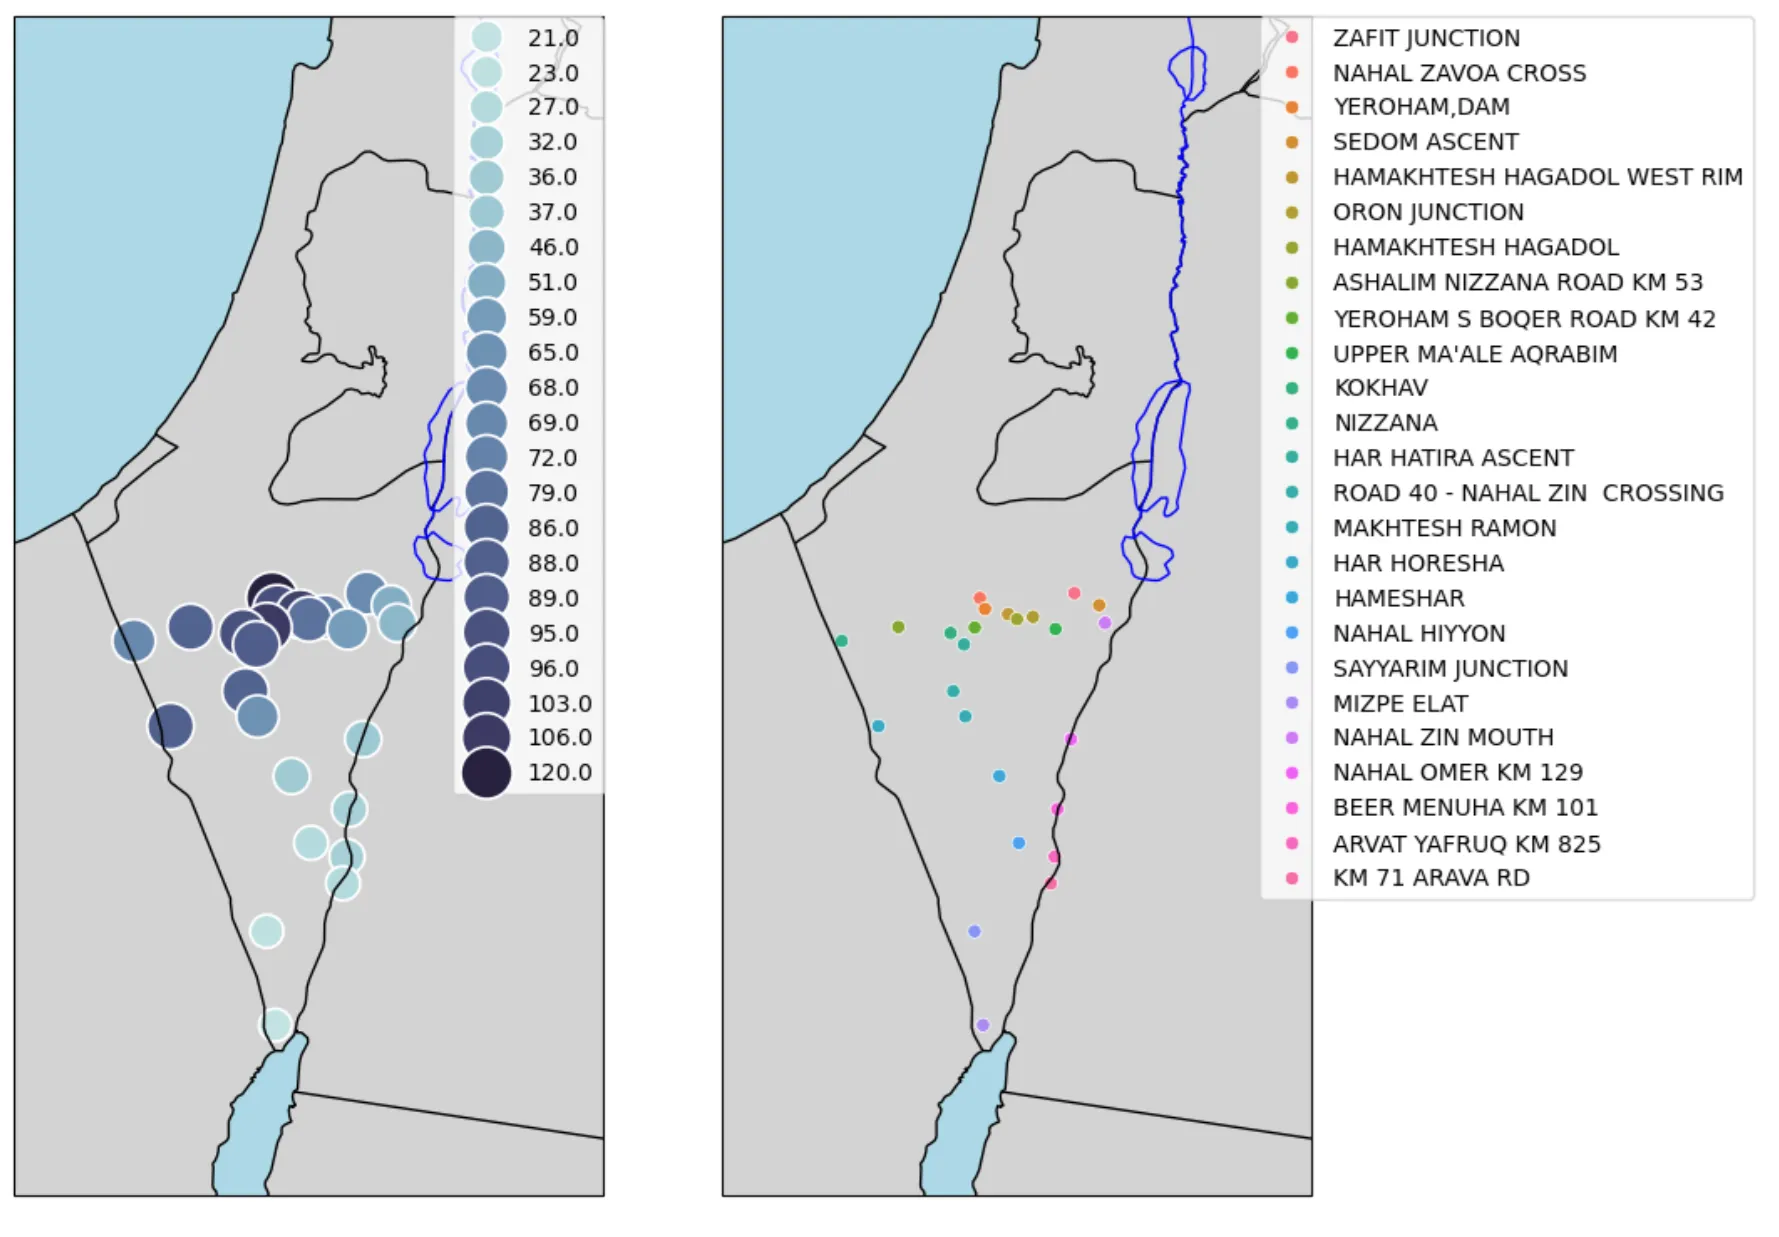 21.0
23.0
27.0
32.0
36.0
37.0
46.0
51.0
59.0
65.0
68.0
69.0
72.0
79.0
86.0
88.0
89.0
95.0
96.0
103.0
106.0
120.0
ZAFIT JUNCTION
NAHAL ZAVOA CROSS
YEROHAM,DAM
SEDOM ASCENT
HAMAKHTESH HAGADOL WEST RIM
ORON JUNCTION
HAMAKHTESH HAGADOL
ASHALIM NIZZANA ROAD KM 53
YEROHAM S BOQER ROAD KM 42
UPPER MA'ALE AQRABIM
KOKHAV
NIZZANA
HAR HATIRA ASCENT
ROAD 40 - NAHAL ZIN  CROSSING
MAKHTESH RAMON
HAR HORESHA
HAMESHAR
NAHAL HIYYON
SAYYARIM JUNCTION
MIZPE ELAT
NAHAL ZIN MOUTH
NAHAL OMER KM 129
BEER MENUHA KM 101
ARVAT YAFRUQ KM 825
KM 71 ARAVA RD